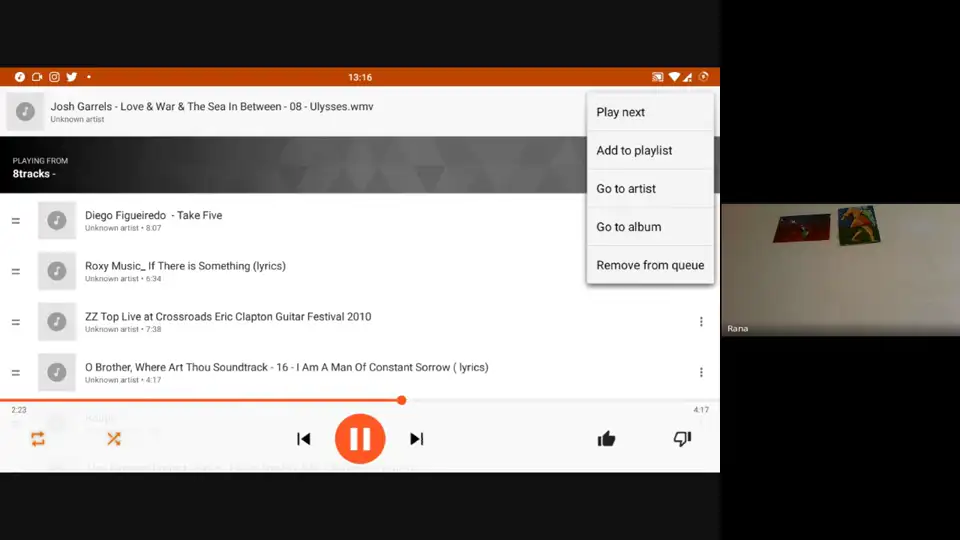 13:16
Josh Garrels - Love & War & The Sea In Between - 08 - Ulysses.wmv
Unknown artist
Play next
Add to playlist
Go to artist
Go to album
Remove from queue
PLAYING FROM
8tracks -
Diego Figueiredo - Take Five
Unknown artist • 8:07
Roxy Music_ If There is Something (lyrics)
Unknown artist • 6:34
ZZ Top Live at Crossroads Eric Clapton Guitar Festival 2010
Unknown artist • 7:38
O Brother, Where Art Thou Soundtrack - 16 - I Am A Man Of Constant Sorrow ( lyrics)
Unknown artist • 4:17
2:23
4:17
Rana